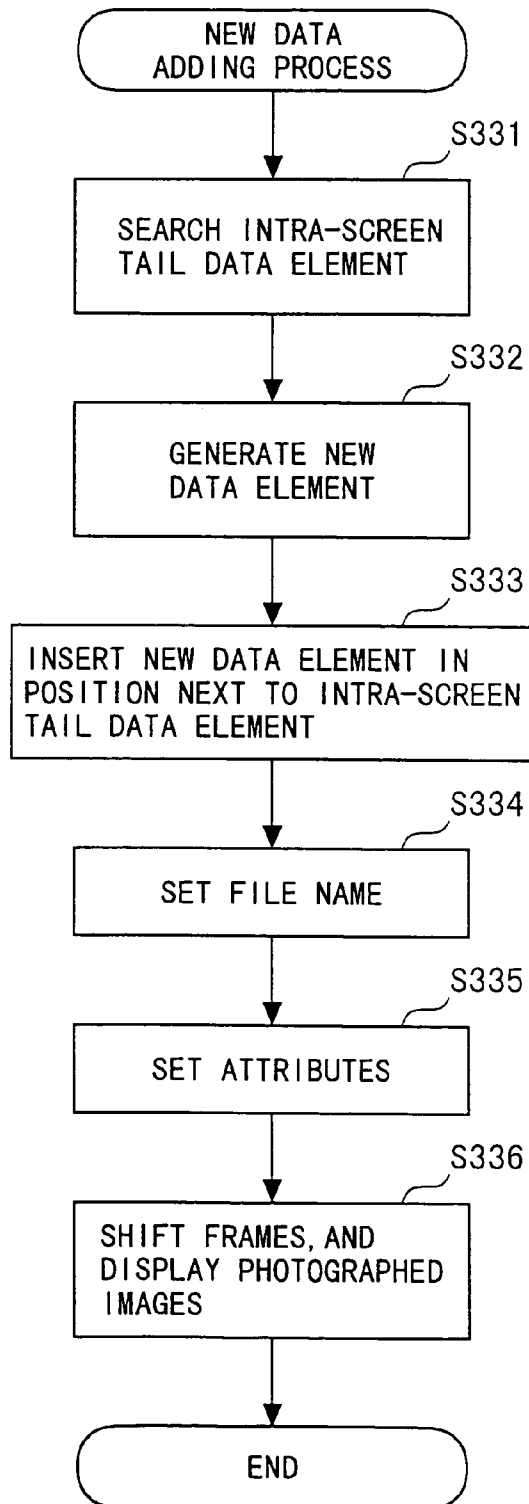 NEW DATA
ADDING PROCESS
S331
SEARCH INTRA-SCREEN
TAIL DATA ELEMENT
S332
GENERATE NEW
DATA ELEMENT
S333
INSERT NEW DATA ELEMENT IN
POSITION NEXT TO INTRA-SCREEN
TAIL DATA ELEMENT
S334
SET FILE NAME
S335
SET ATTRIBUTES
S336
SHIFT FRAMES, AND
DISPLAY PHOTOGRAPHED
IMAGES
END